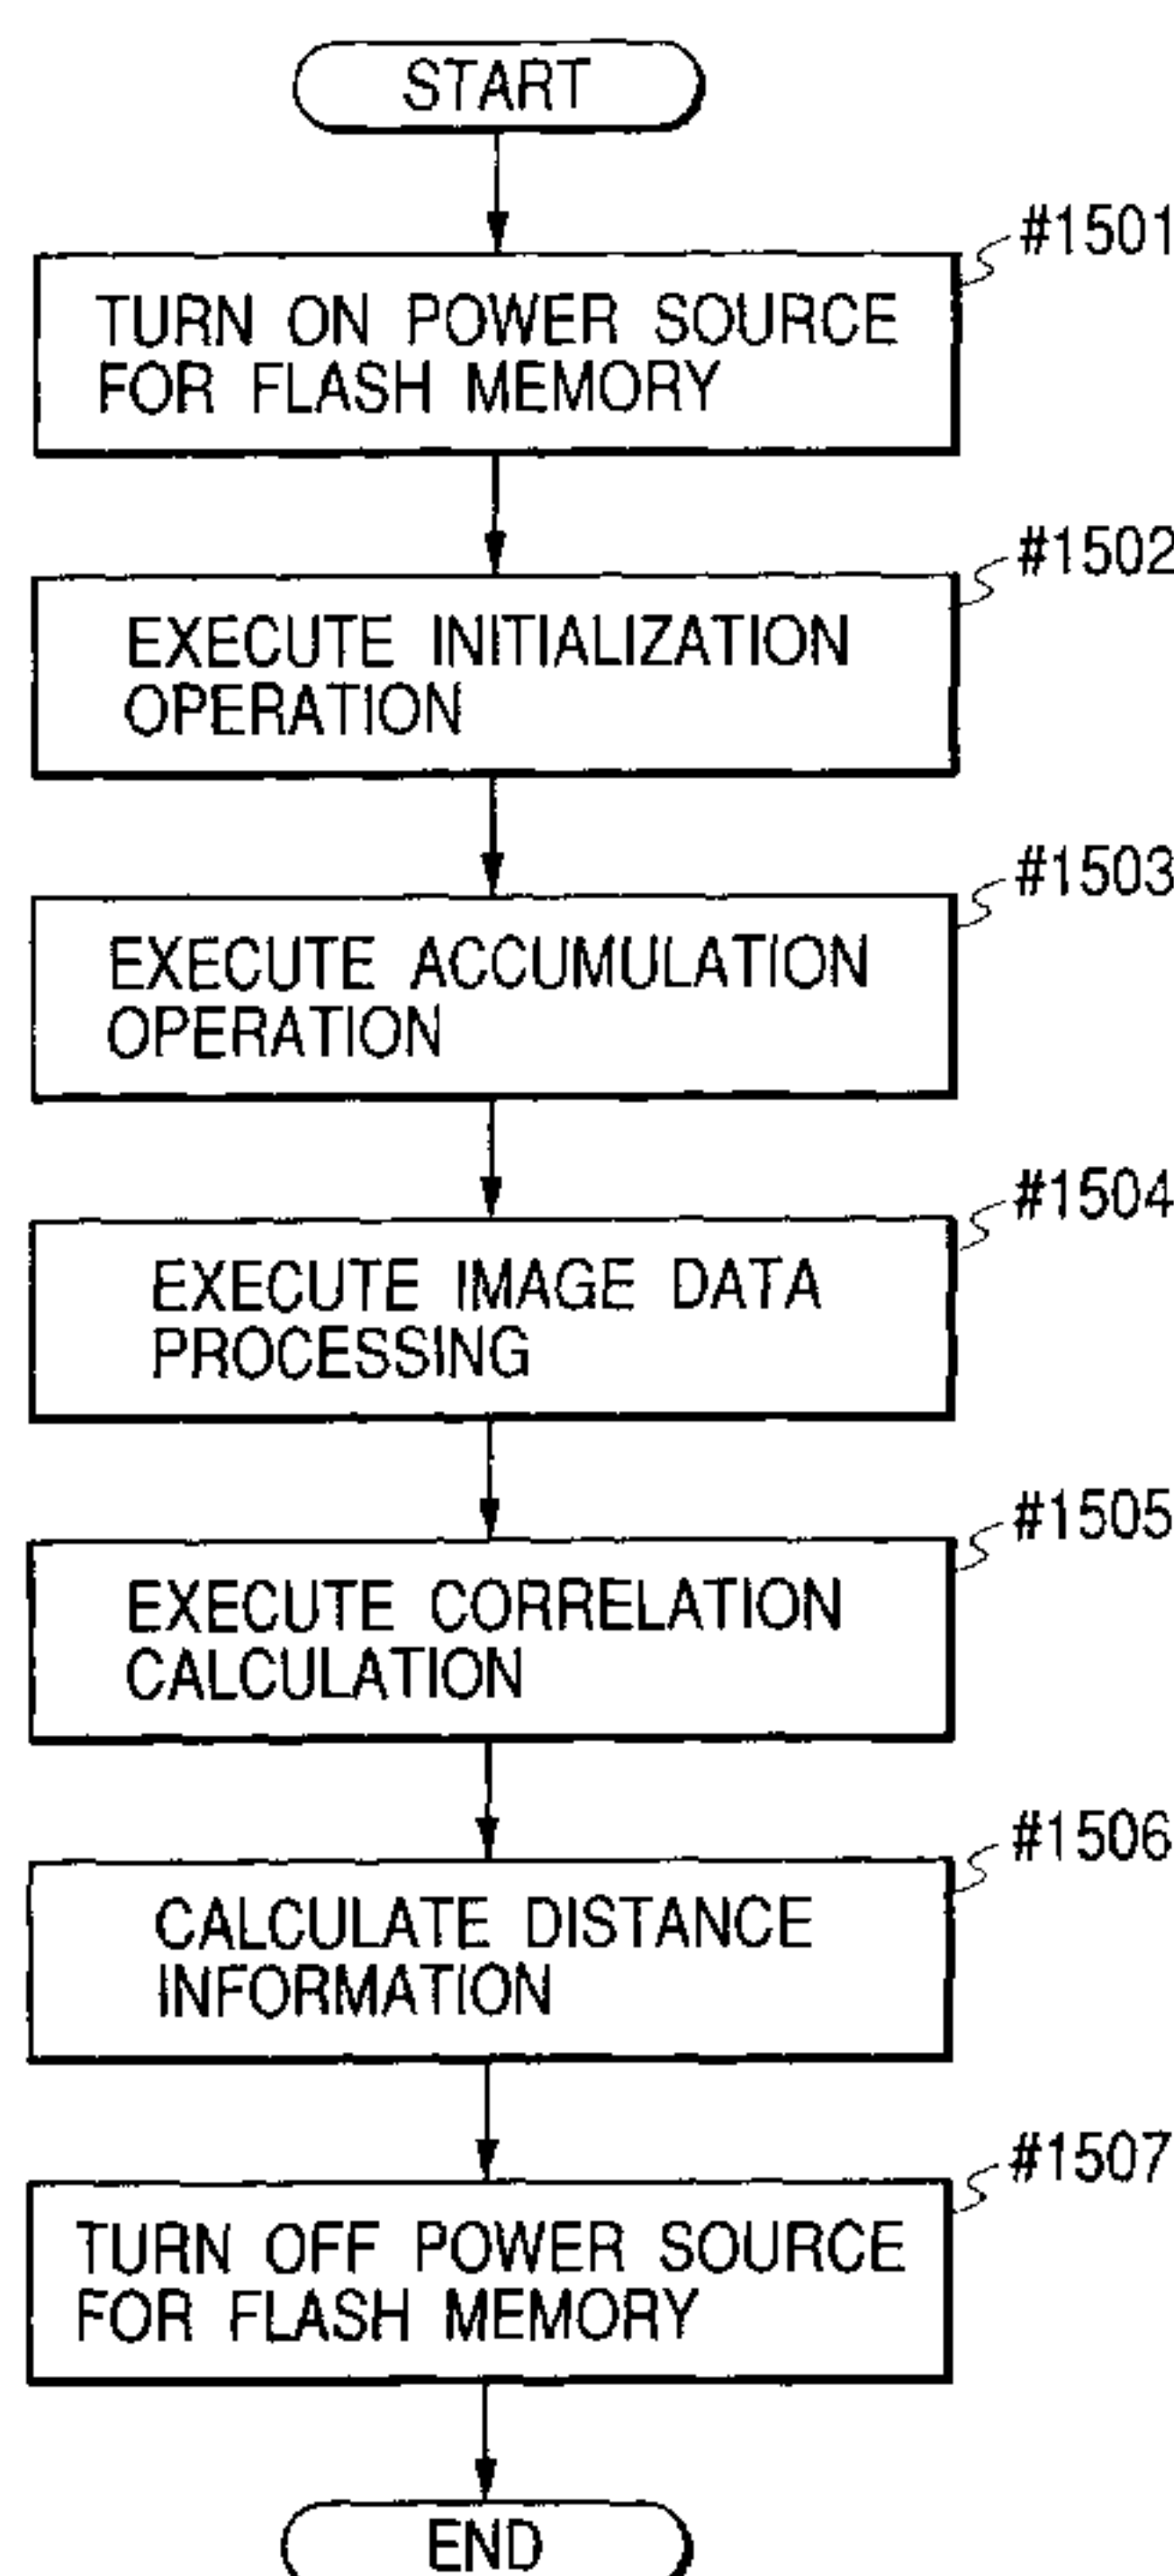 START
#1501
TURN ON POWER SOURCE
FOR FLASH MEMORY
#1502
EXECUTE INITIALIZATION
OPERATION
#1503
EXECUTE ACCUMULATION
OPERATION
#1504
EXECUTE IMAGE DATA
PROCESSING
#1505
EXECUTE CORRELATION
CALCULATION
#1506
CALCULATE DISTANCE
INFORMATION
#1507
TURN OFF POWER SOURCE
FOR FLASH MEMORY
END